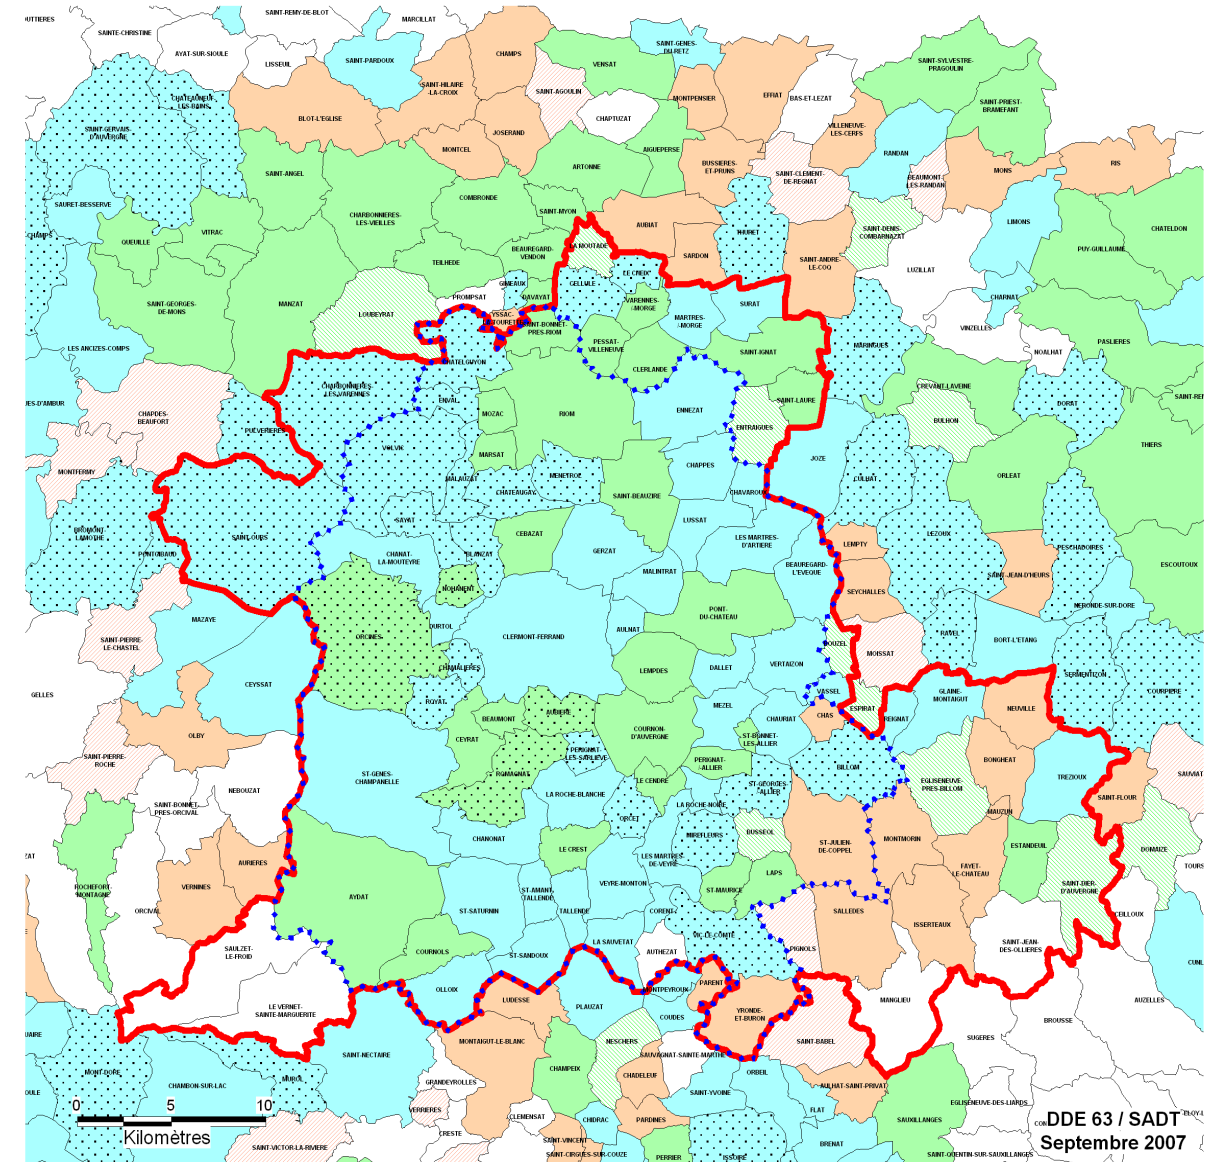 SAINT-REMY-DE-BLOT
MARCILLAT
SAINTE-CHRISTINE
AYAT-SUR-SIOULE
LISSEUIL
SAINT-PARDOUX
CHAMPS
VENSAT
SAINT-GENES-
DU-RETZ
SAINT-SYLVESTRE-
PRAGOULIN
SAINT-HILAIRE
-LA-CROIX
SAINT-AGOULIN
MONTPENSIER
EFFIAT
BAS-ET-LEZAT
SAINT-PRIEST-
BRAMEFANT
CHATEAUNEUF-
LES-BAINS
BLOT-L'EGLISE
CHAPTUZAT
VILLENEUVE-
LES-CERFS
SAINT-GERVAIS-
D'AUVERGNE
JOSERAND
MONTCEL
AIGUEPERSE
RANDAN
ARTONNE
BUSSIERES-
ET-PRUNS
SAINT-CLEMENT-
DE-REGNAT
BEAUMONT-
LES-RANDAN
MONS
RIS
SAINT-ANGEL
SAURET-BESSERVE
COMBRONDE
SAINT-MYON
CHARBONNIERES-
LES-VIEILLES
AUBIAT
THURET
SAINT-DENIS-
COMBARNAZAT
LIMONS
CHATELDON
QUEUILLE
VITRAC
CHAMPS
LA MOUTADE
BEAUREGARD-
VENDON
PUY-GUILLAUME
TEILHEDE
SARDON
SAINT-ANDRE-
LE-COQ
LUZILLAT
LE CHEIX
GIMEAUX
CELLULE
PROMPSAT
DAVAYAT
CHARNAT
SAINT-GEORGES-
DE-MONS
MANZAT
LOUBEYRAT
VARENNES-
MORGE
SURAT
MARTRES-
MORGE
VINZELLES
SAINT-BONNET-
PRES-RIOM
PESSAT-
VILLENEUVE
LES ANCIZES-COMPS
MARINGUES
NOALHAT
PASLIERES
SAINT-IGNAT
CHATELGUYON
CLERLANDE
CHARBONNIERES-
LES-VARENNES
CREVANT-LAVEINE
CHAPDES-
BEAUFORT
ENVAL
MOZAC
RIOM
ENNEZAT
SAINT-LAURE
BULHON
DORAT
PULVERIERES
ENTRAIGUES
THIERS
VOLVIC
MARSAT
JOZE
MONTFERMY
CHAPPES
MENETROL
MALAUZAT
CULHAT
ORLEAT
CHATEAUGAY
SAINT-BEAUZIRE
CHAVAROUX
SAYAT
LUSSAT
BROMONT-
LAMOTHE
SAINT-OURS
CEBAZAT
LES MARTRES-
D'ARTIERE
LEMPTY
LEZOUX
PESCHADOIRES
PONTGIBAUD
CHANAT-
LA-MOUTEYRE
BLANZAT
GERZAT
MALINTRAT
BEAUREGARD-
L'EVEQUE
SAINT-JEAN-D'HEURS
ESCOUTOUX
NOHANENT
SEYCHALLES
NERONDE-SUR-DORE
MAZAYE
PONT-
DU-CHATEAU
DURTOL
ORCINES
CLERMONT-FERRAND
AULNAT
RAVEL
BORT-L'ETANG
SAINT-PIERRE-
LE-CHASTEL
BOUZEL
MOISSAT
CHAMALIERES
LEMPDES
DALLET
VERTAIZON
SERMENTIZON
CEYSSAT
VASSEL
COURPIERE
GELLES
ROYAT
MEZEL
GLAINE-
MONTAIGUT
ESPIRAT
NEUVILLE
CHAURIAT
CHAS
REIGNAT
BEAUMONT
AUBIERE
COURNON-
D'AUVERGNE
OLBY
CEYRAT
ST-BONNET-
LES-ALLIER
PERIGNAT-
LES-SARLIEVE
SAINT-PIERRE-
ROCHE
PERIGNAT-
ALLIER
BILLOM
BONGHEAT
ST-GENES-
CHAMPANELLE
ROMAGNAT
LE CENDRE
EGLISENEUVE-
PRES-BILLOM
TREZIOUX
NEBOUZAT
ST-GEORGES-
ALLIER
LA ROCHE-BLANCHE
SAINT-FLOUR
SAINT-BONNET-
PRES-ORCIVAL
LA ROCHE-NOIRE
MAUZUN
ORCET
BUSSEOL
MIREFLEURS
CHANONAT
MONTMORIN
ST-JULIEN-
DE-COPPEL
ESTANDEUIL
DOMAIZE
LE CREST
LES MARTRES-
DE-VEYRE
AURIERES
FAYET-
LE-CHATEAU
LAPS
VERNINES
VEYRE-MONTON
ROCHEFORT-
MONTAGNE
ST-AMANT-
TALLENDE
ST-MAURICE
SAINT-DIER-
D'AUVERGNE
AYDAT
ORCIVAL
ST-SATURNIN
TALLENDE
CORENT
SALLEDES
CEILLOUX
ISSERTEAUX
VIC-LE-COMTE
LA SAUVETAT
SAULZET-
LE-FROID
COURNOLS
AUTHEZAT
PIGNOLS
SAINT-JEAN-
DES-OLLIERES
ST-SANDOUX
OLLOIX
MONTPEYROUX
PARENT
MANGLIEU
LUDESSE
AUZELLES
LE VERNET-
SAINTE-MARGUERITE
PLAUZAT
COUDES
YRONDE-
ET-BURON
BROUSSE
MONTAIGUT-LE-BLANC
NESCHERS
SAINT-BABEL
SUGERES
SAINT-NECTAIRE
SAUVAGNAT-SAINTE-MARTHE
CHAMPEIX
CHADELEUF
ORBEIL
MONT-DORE
MUROL
GRANDEYROLLES
CHAMBON-SUR-LAC
SAINT-YVOINE
AULHAT-SAINT-PRIVAT
EGLISENEUVE-DES-LIARDS
VERRIERES
CLEMENSAT
CHIDRAC
PARDINES
FLAT
SAUXILLANGES
CRESTE
SAINT-VINCENT
SAINT-VICTOR-LA-RIVIERE
SAINT-CIRGUES-SUR-COUZE
PERRIER
ISSOIRE
BRENAT
SAINT-QUENTIN-SUR-SAUXILLANGES
0 5 10
Kilomètres
DDE 63 / SADT
Septembre 2007